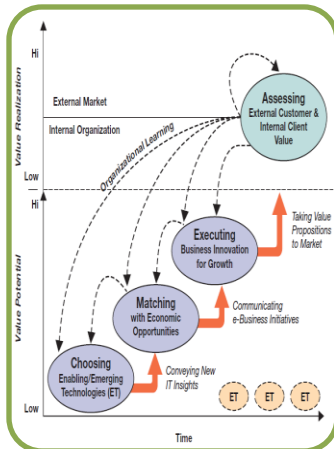 Hi
Value Realization
External Market
Internal Organization
Low
Organizational Learning
Assessing
External Customer &
Internal Client
Value
Hi
Value Potential
Low
Executing
Business Innovation
for Growth
Taking Value
Propositions
to Market
Matching
with Economic
Opportunities
Communicating
e-Business Initiatives
Choosing
Enabling/Emerging
Technologies (ET)
Conveying New
IT Insights
ET ET ET
Time